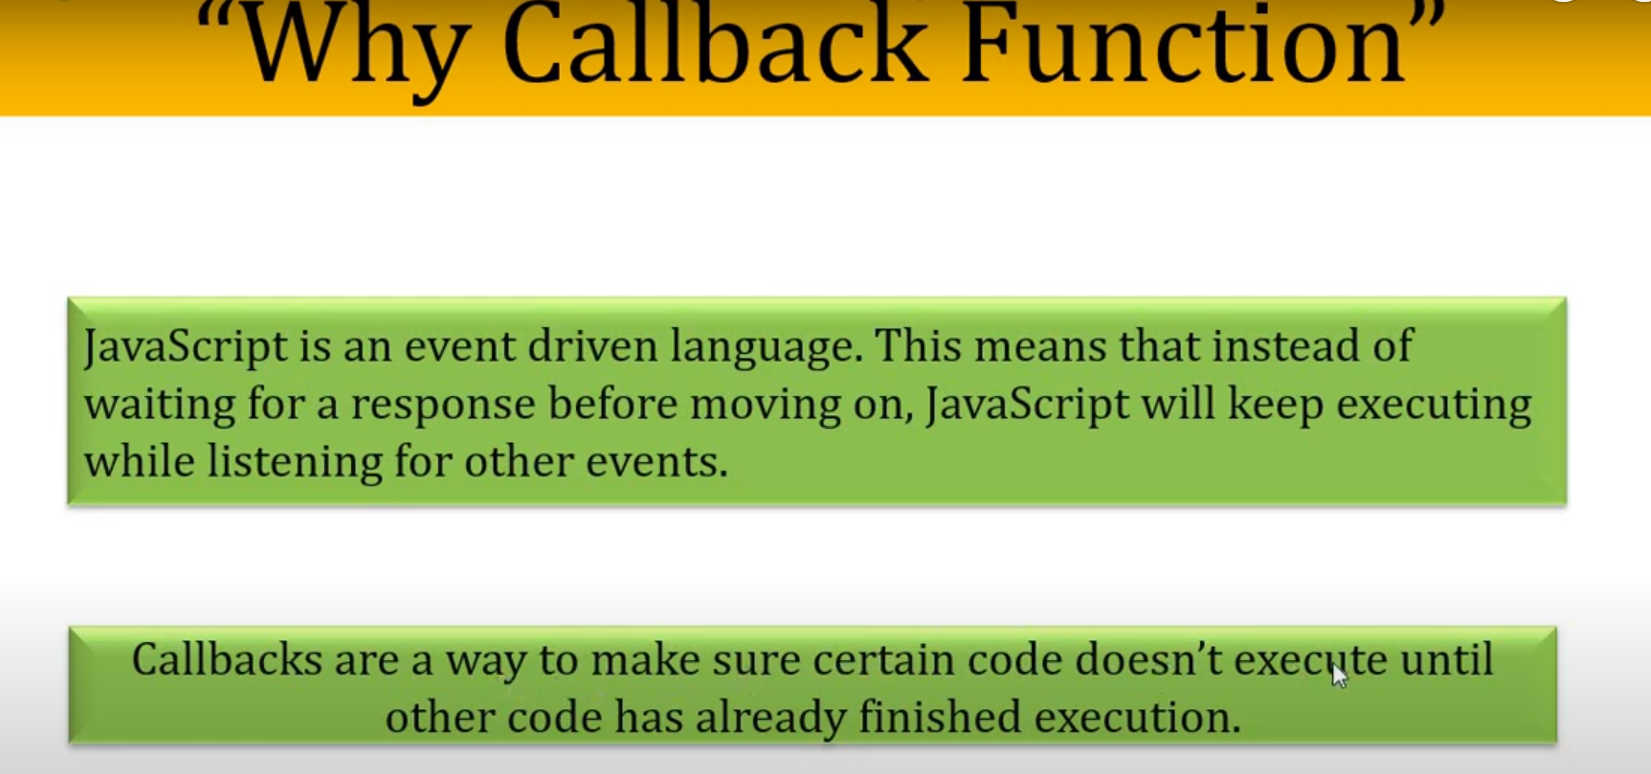 “Why Callback Function”
JavaScript is an event driven language. This means that instead of
waiting for a response before moving on, JavaScript will keep executing
while listening for other events.
Callbacks are a way to make sure certain code doesn’t execute until
other code has already finished execution.